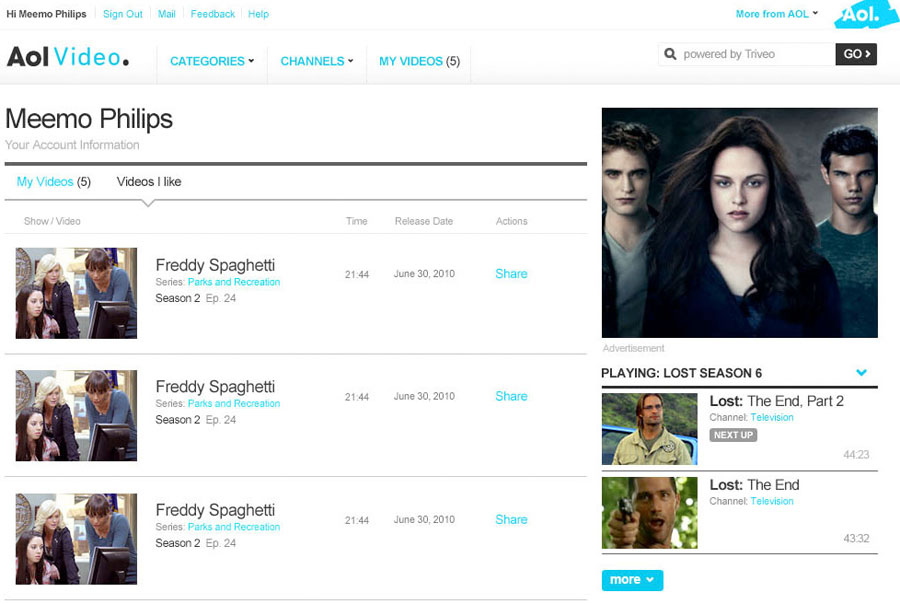 Hi Meemo Philips Sign Out Mail Feedback Help More from AOL Aol.
Aol Video. CATEGORIES CHANNELS MY VIDEOS (5) powered by Triveo GO
Meemo Philips
Your Account Information
My Videos (5) Videos I like
Show / Video Time Release Date Actions
Freddy Spaghetti
Series: Parks and Recreation
Season 2 Ep. 24
21:44 June 30, 2010 Share
Freddy Spaghetti
Series: Parks and Recreation
Season 2 Ep. 24
21:44 June 30, 2010 Share
Freddy Spaghetti
Series: Parks and Recreation
Season 2 Ep. 24
21:44 June 30, 2010 Share
Advertisement
PLAYING: LOST SEASON 6
Lost: The End, Part 2
Channel: Television
NEXT UP
44:23
Lost: The End
Channel: Television
43:32
more